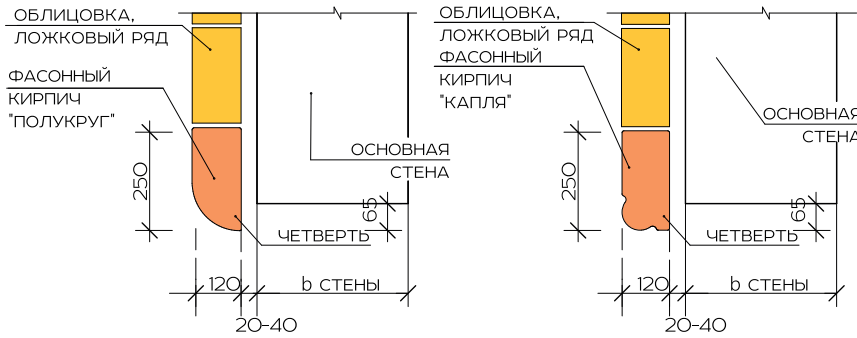 ОБЛИЦОВКА,
ЛОЖКОВЫЙ РЯД
ФАСОННЫЙ
КИРПИЧ
"ПОЛУКРУГ"
ОСНОВНАЯ
СТЕНА
250
65
ЧЕТВЕРТЬ
120
b СТЕНЫ
20-40
ОБЛИЦОВКА,
ЛОЖКОВЫЙ РЯД
ФАСОННЫЙ
КИРПИЧ
"КАПЛЯ"
ОСНОВНАЯ
СТЕНА
250
65
ЧЕТВЕРТЬ
120
b СТЕНЫ
20-40